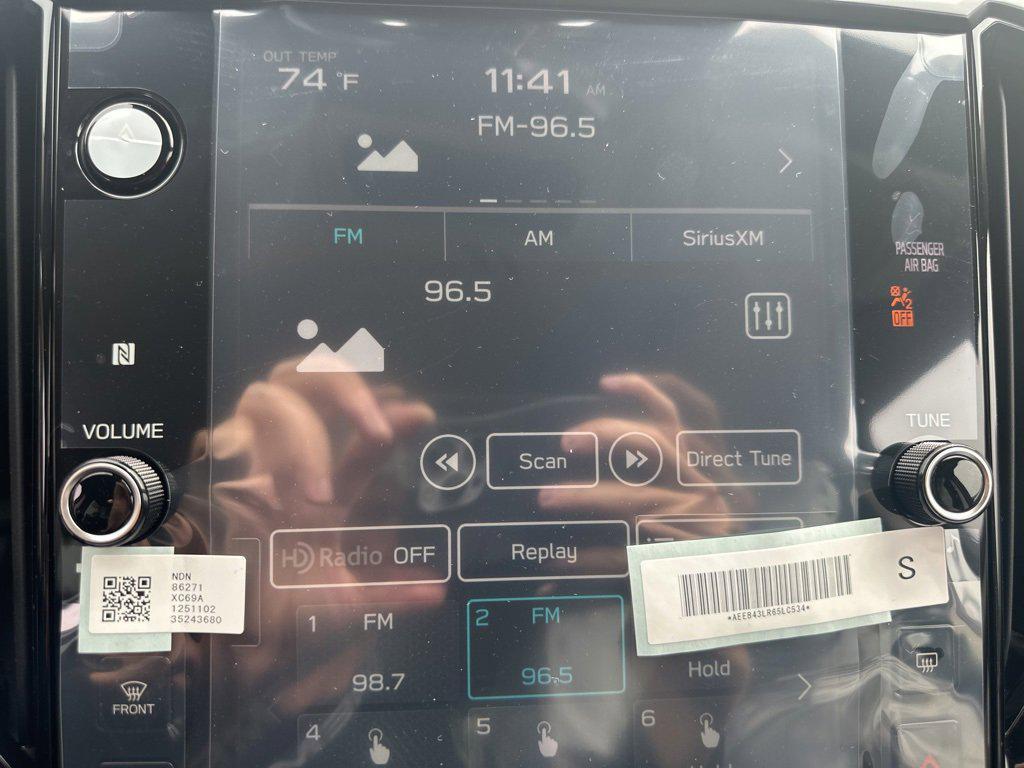 OUT TEMP
74 °F
11:41 AM
FM-96.5
FM AM SiriusXM
PASSENGER
AIR BAG
96.5
2
OFF
VOLUME
TUNE
Scan
Direct Tune
HD Radio OFF
Replay
NDN
86271
XC69A
1251102
35243680
*AEEB43LR65LC534*
S
1 FM
98.7
2 FM
96.5
Hold
FRONT
4
5
6